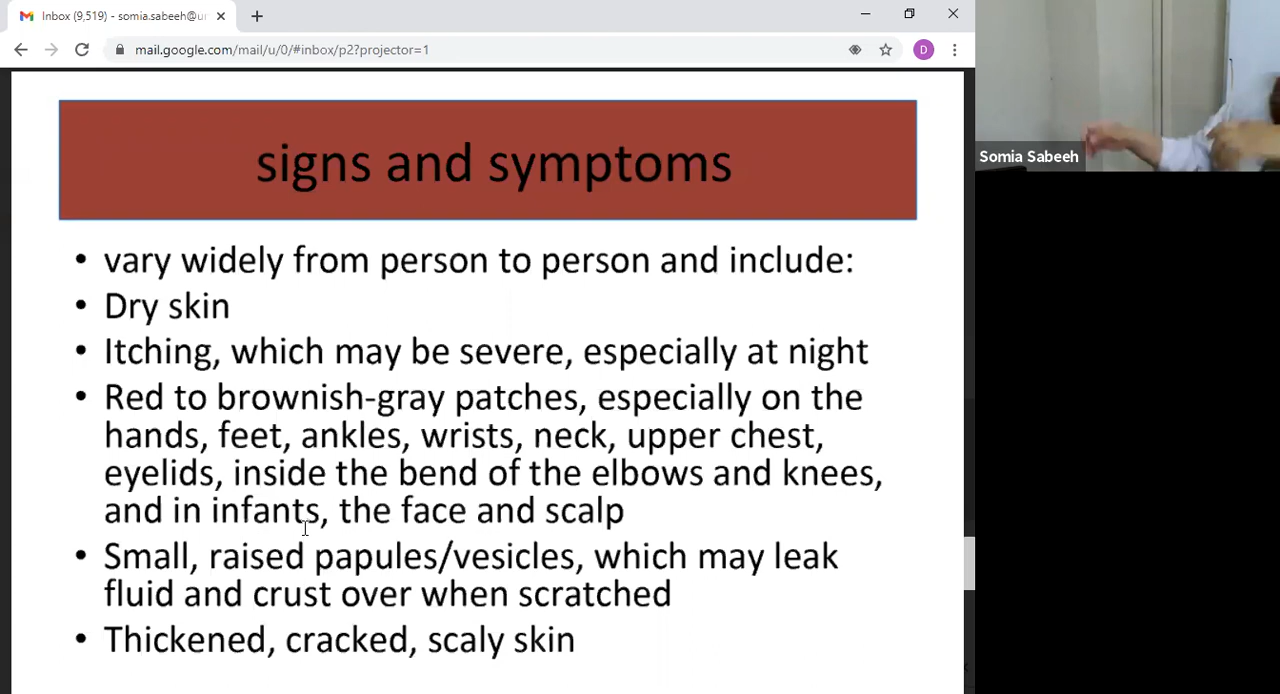 Inbox (9,519) - somia.sabeeh@u
mail.google.com/mail/u/0/#inbox/p2?projector=1
D
signs and symptoms
• vary widely from person to person and include:
• Dry skin
• Itching, which may be severe, especially at night
• Red to brownish-gray patches, especially on the
hands, feet, ankles, wrists, neck, upper chest,
eyelids, inside the bend of the elbows and knees,
and in infants, the face and scalp
• Small, raised papules/vesicles, which may leak
fluid and crust over when scratched
• Thickened, cracked, scaly skin
Somia Sabeeh